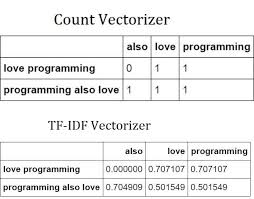 Count Vectorizer
also love programming
love programming 0 1 1
programming also love 1 1 1
TF-IDF Vectorizer
also love programming
love programming 0.000000 0.707107 0.707107
programming also love 0.704909 0.501549 0.501549